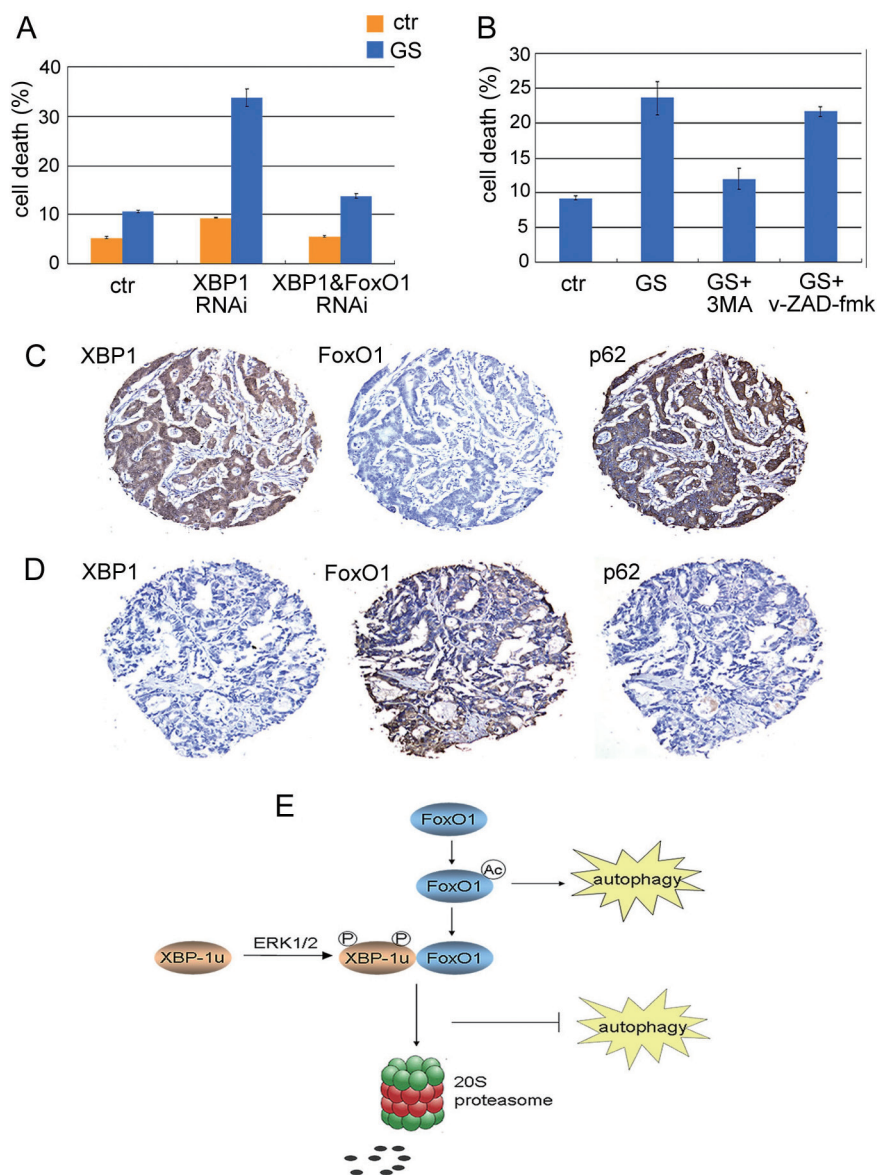 A
ctr
GS
cell death (%)
40
30
20
10
0
ctr
XBP1
RNAi
XBP1&FoxO1
RNAi
B
cell death (%)
30
25
20
15
10
5
0
ctr
GS
GS+
3MA
GS+
v-ZAD-fmk
C
XBP1
FoxO1
p62
D
XBP1
FoxO1
p62
E
FoxO1
Ac
FoxO1
autophagy
P
P
XBP-1u
ERK1/2
XBP-1u
FoxO1
autophagy
20S
proteasome